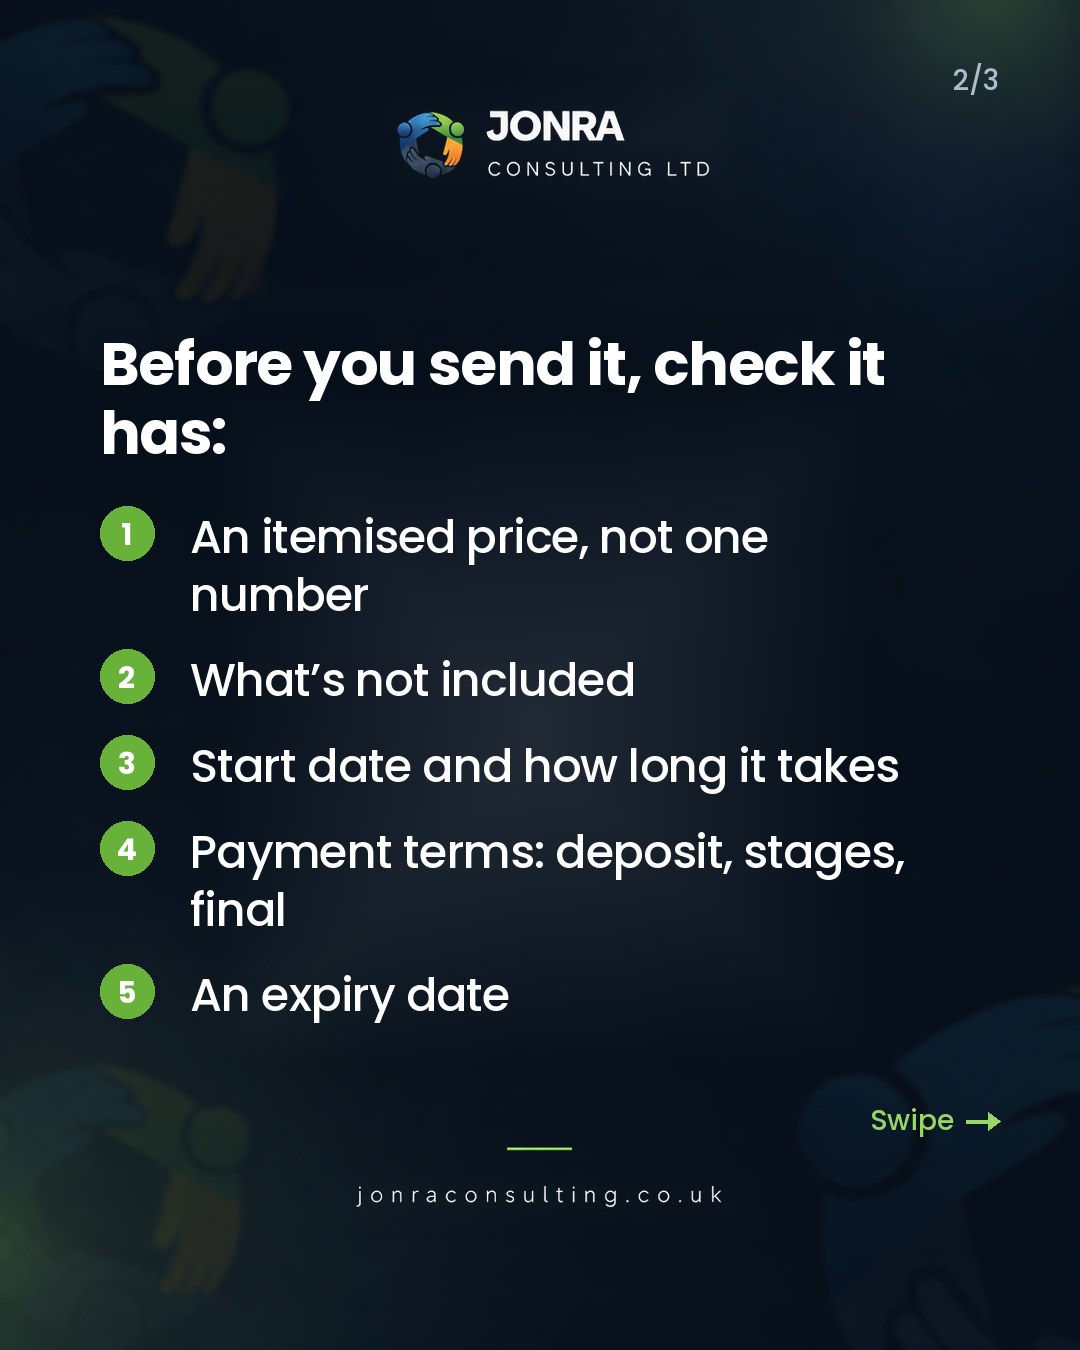 2/3
JONRA
CONSULTING LTD
Before you send it, check it
has:
1 An itemised price, not one
number
2 What’s not included
3 Start date and how long it takes
4 Payment terms: deposit, stages,
final
5 An expiry date
Swipe →
jonraconsulting.co.uk